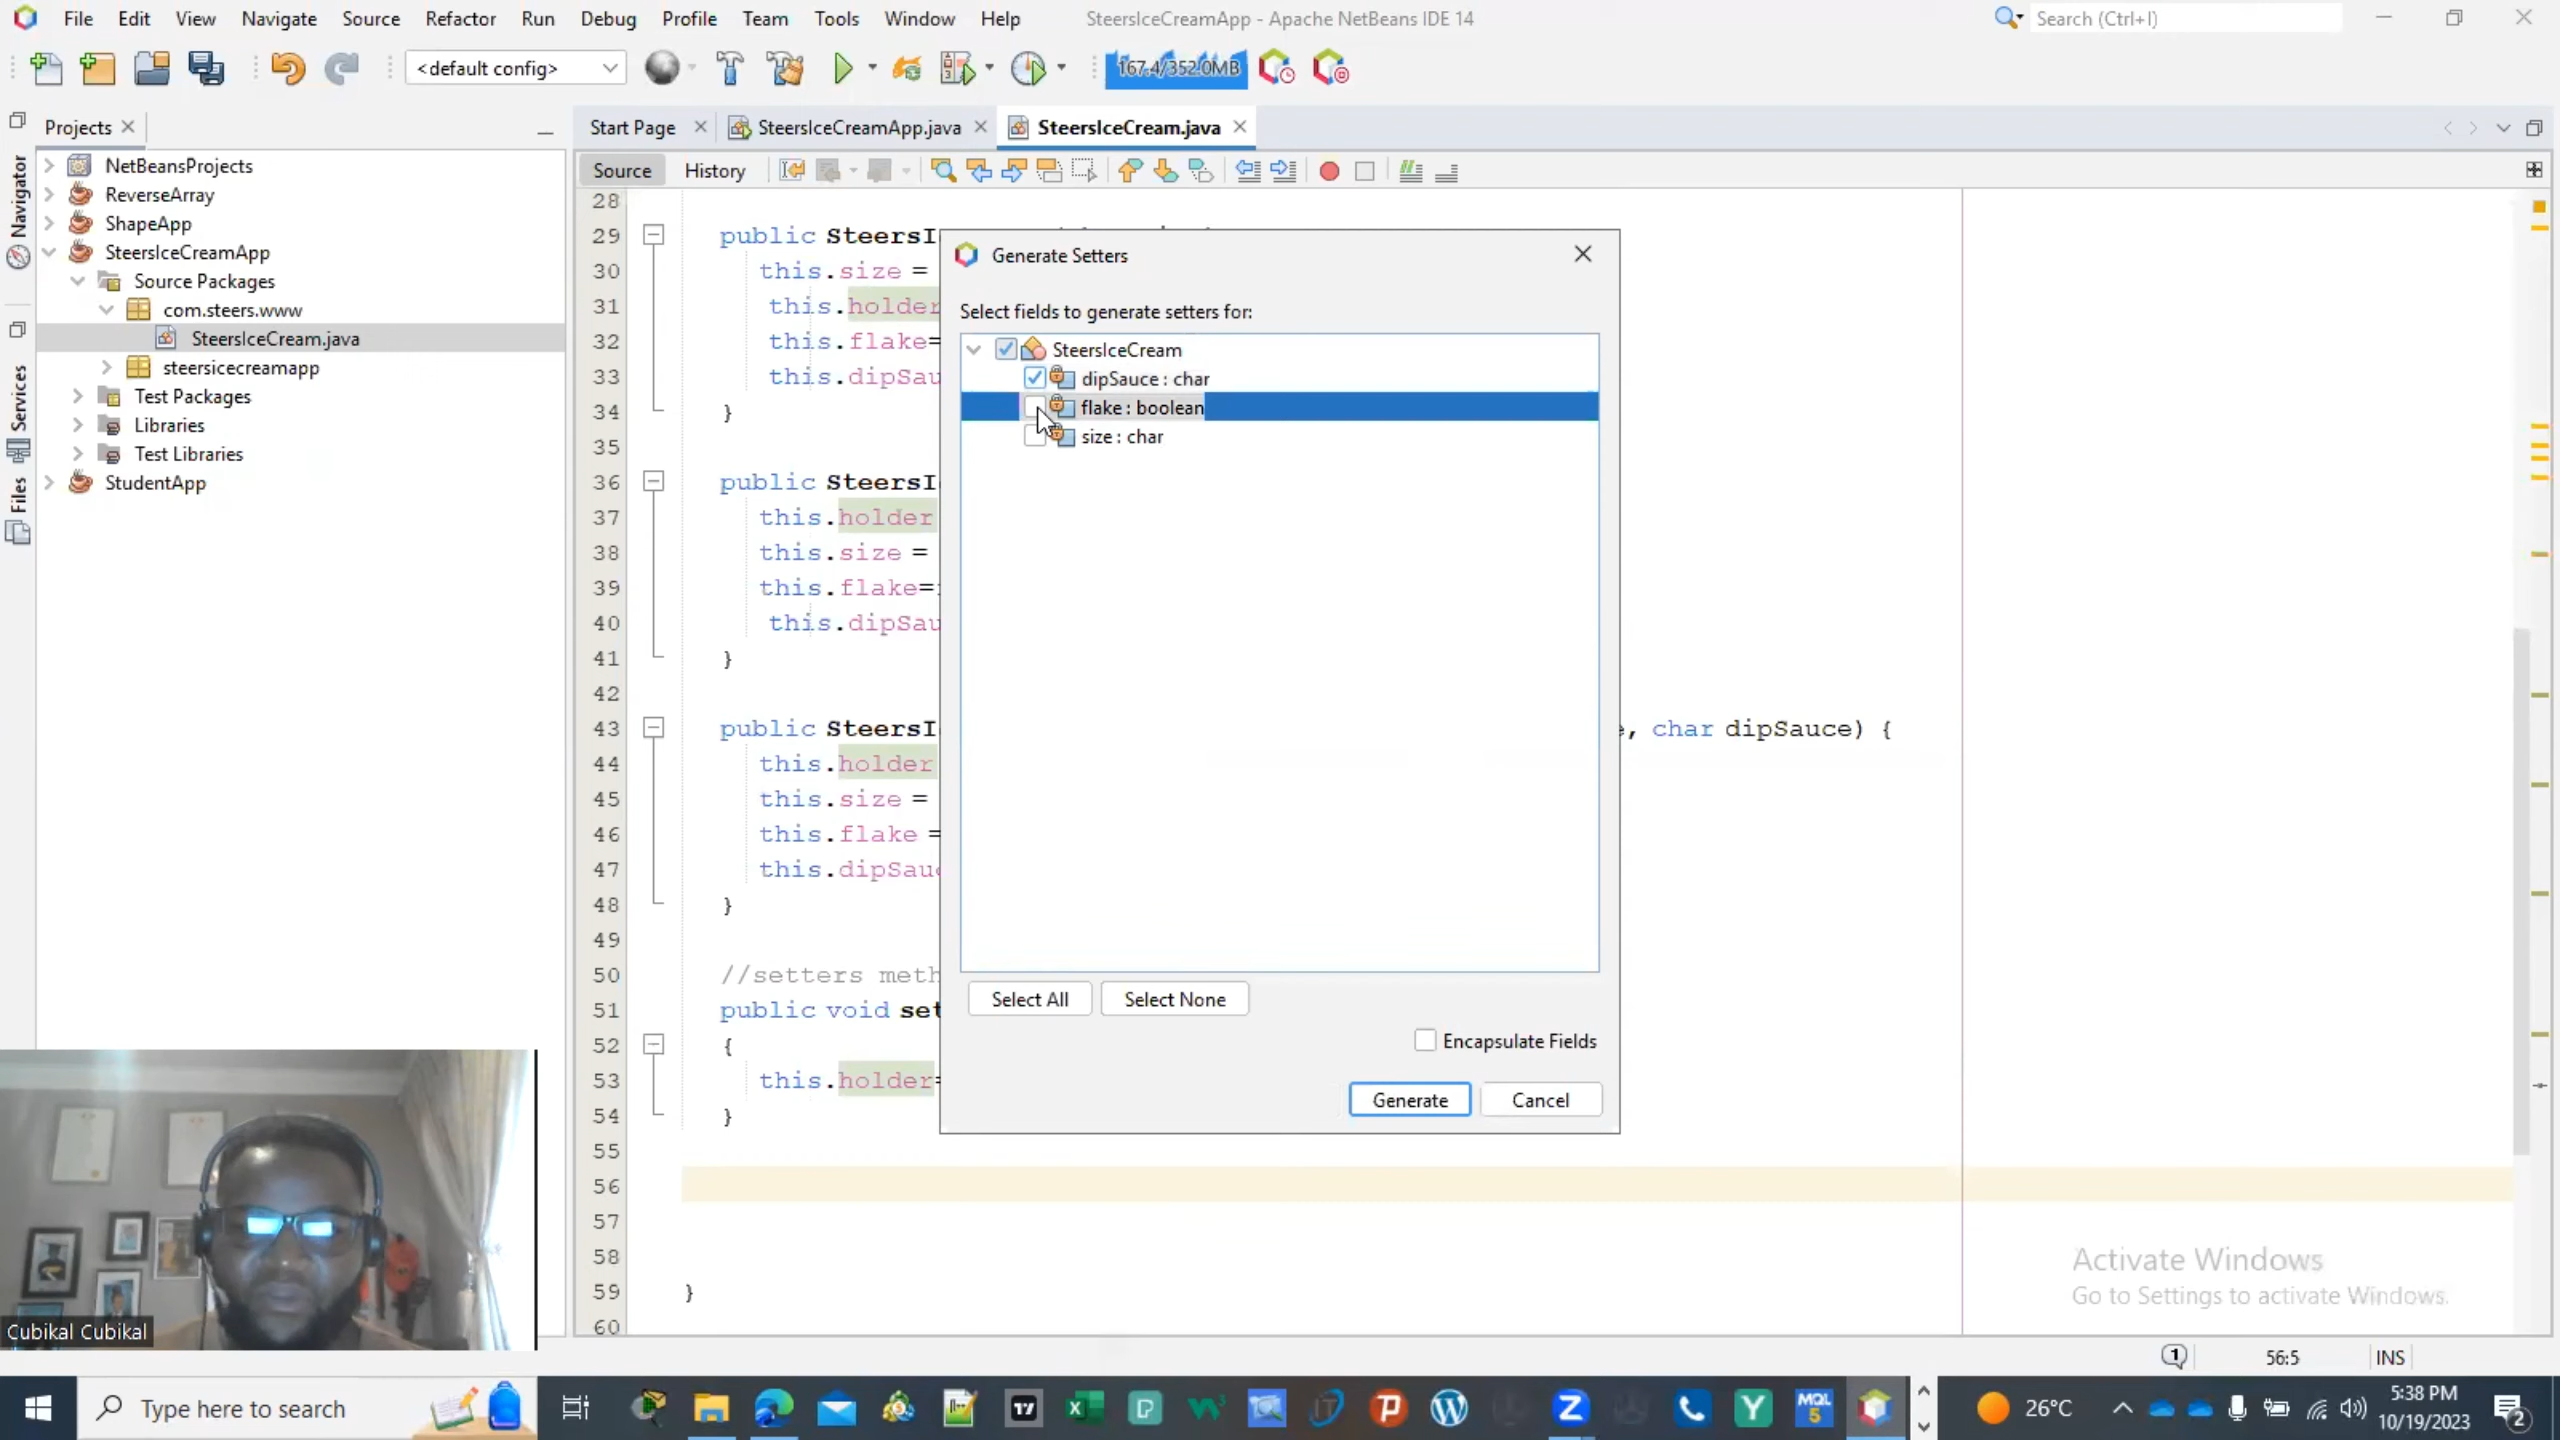 File Edit View Navigate Source Refactor Run Debug Profile Team Tools Window Help SteersIceCreamApp - Apache NetBeans IDE 14 Search (Ctrl+I)
<default config> 167.4/352.0MB
Projects
Start Page SteersIceCreamApp.java SteersIceCream.java
Source History
Navigator
Services
Files
NetBeansProjects
ReverseArray
ShapeApp
SteersIceCreamApp
Source Packages
com.steers.www
SteersIceCream.java
steersicecreamapp
Test Packages
Libraries
Test Libraries
StudentApp
28
29 public SteersI
30 this.size =
31 this.holder
32 this.flake=
33 this.dipSau
34 }
35
36 public SteersI
37 this.holder
38 this.size =
39 this.flake=
40 this.dipSau
41 }
42
43 public SteersI , char dipSauce) {
44 this.holder
45 this.size =
46 this.flake =
47 this.dipSauc
48 }
49
50 //setters meth
51 public void set
52 {
53 this.holder=
54 }
55
56
57
58
59 }
60
Generate Setters
Select fields to generate setters for:
SteersIceCream
dipSauce : char
flake : boolean
size : char
Select All Select None
Encapsulate Fields
Generate Cancel
Activate Windows
Go to Settings to activate Windows.
Cubikal Cubikal
1 56:5 INS
Type here to search
26°C
5:38 PM
10/19/2023
2